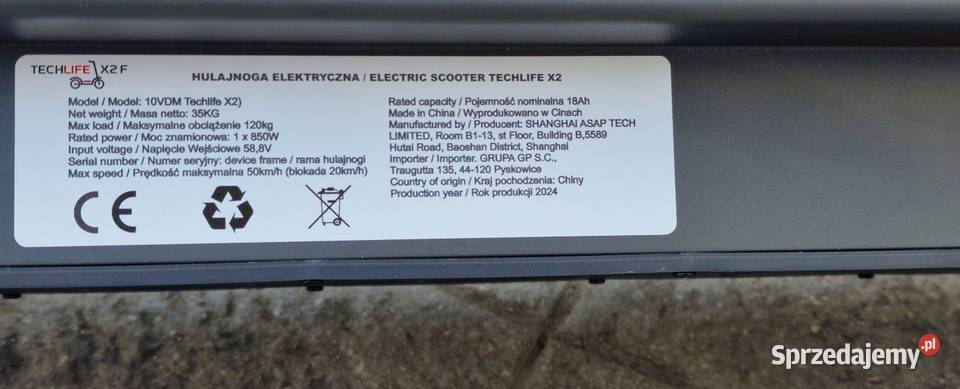 TECHLIFE X2 F
HULAJNOGA ELEKTRYCZNA / ELECTRIC SCOOTER TECHLIFE X2
Model / Model: 10VDM Techlife X2)
Net weight / Masa netto: 35KG
Max load / Maksymalne obciążenie 120kg
Rated power / Moc znamionowa: 1 x 850W
Input voltage / Napięcie Wejściowe 58,8V
Serial number / Numer seryjny: device frame / rama hulajnogi
Max speed / Prędkość maksymalna 50km/h (blokada 20km/h)
CE
Rated capacity / Pojemność nominalna 18Ah
Made in China / Wyprodukowano w Cinach
Manufactured by / Producent: SHANGHAI ASAP TECH
LIMITED, Room B1-13, st Floor, Building B,5589
Hutai Road, Baoshan District, Shanghai
Importer / Importer. GRUPA GP S.C.,
Traugutta 135, 44-120 Pyskowice
Country of origin / Kraj pochodzenia: Chiny
Production year / Rok produkcji 2024
Sprzedajemy.pl